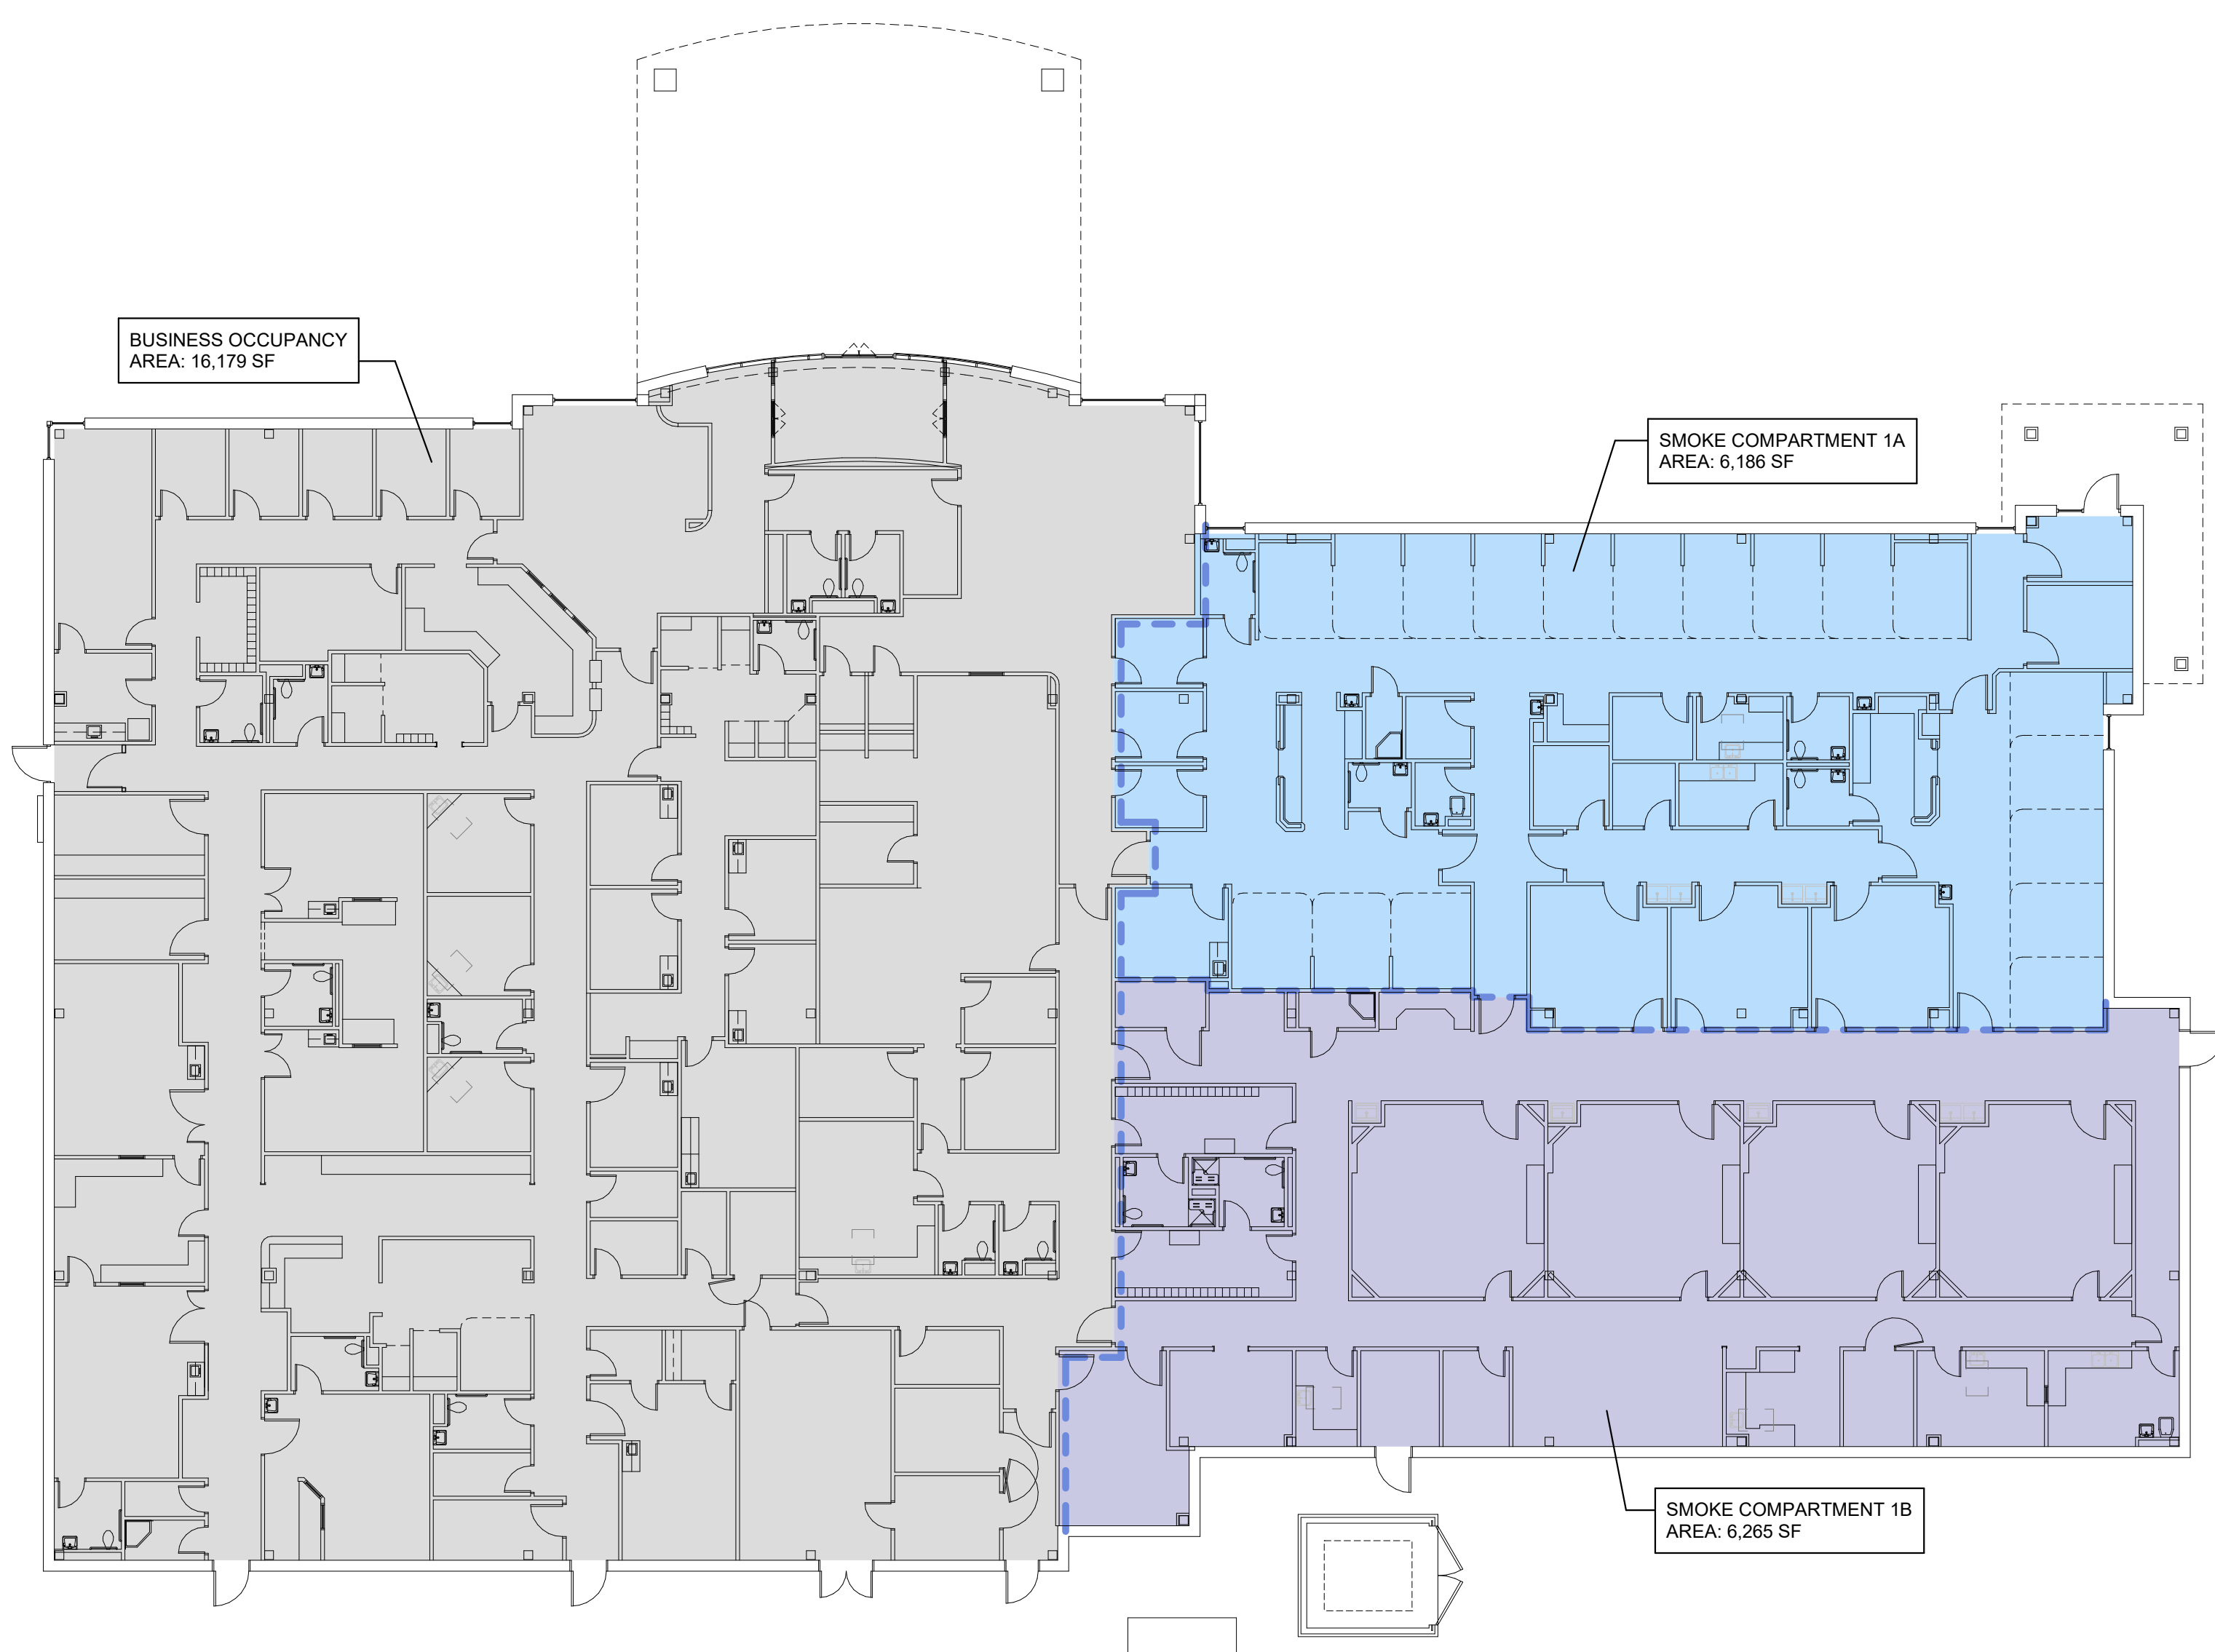 BUSINESS OCCUPANCY
AREA: 16,179 SF
SMOKE COMPARTMENT 1A
AREA: 6,186 SF
SMOKE COMPARTMENT 1B
AREA: 6,265 SF